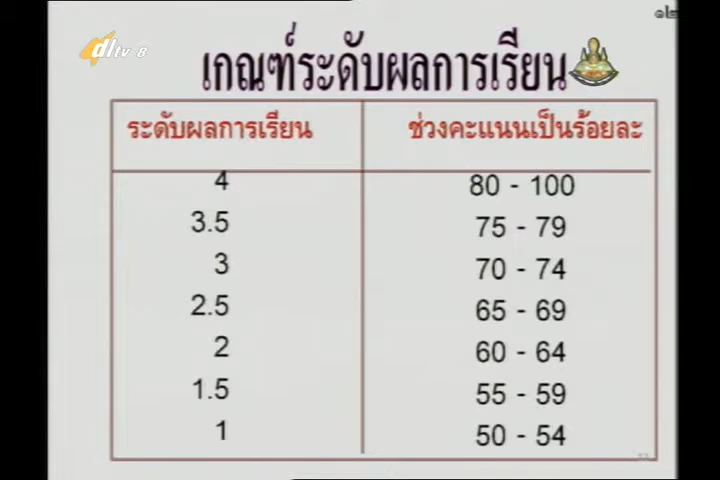 ๑๒
dltv-8
เกณฑ์ระดับผลการเรียน
ระดับผลการเรียน ช่วงคะแนนเป็นร้อยละ
4 80 - 100
3.5 75 - 79
3 70 - 74
2.5 65 - 69
2 60 - 64
1.5 55 - 59
1 50 - 54